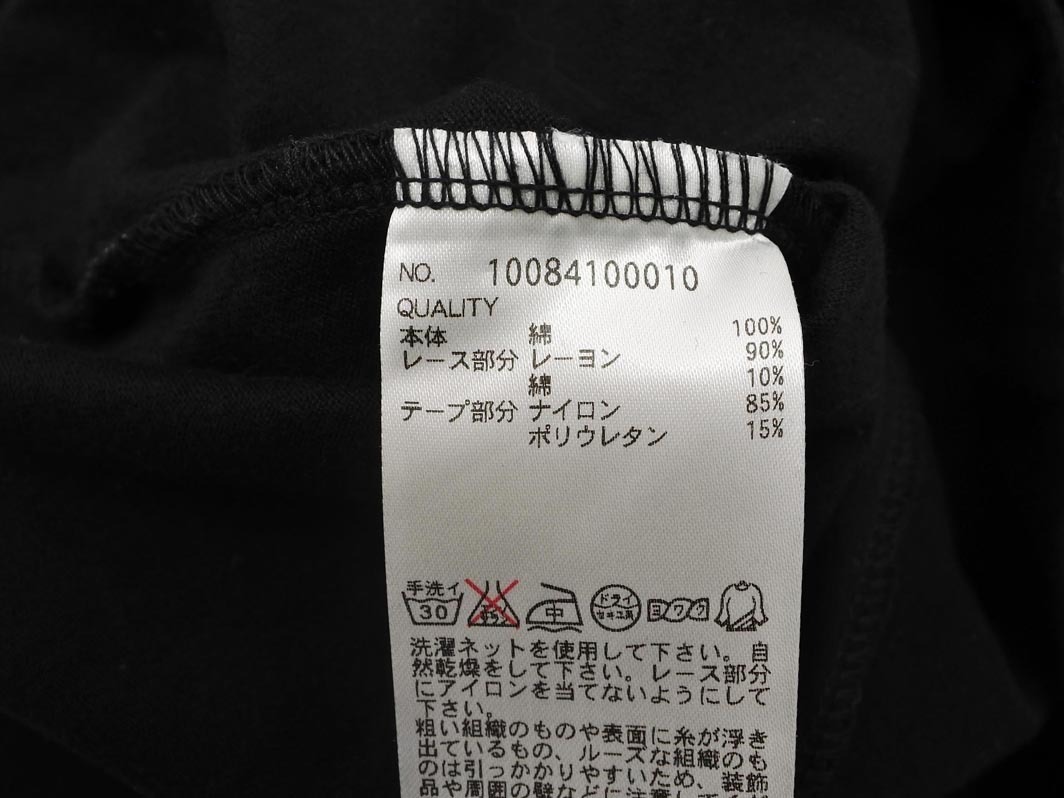 NO. 10084100010
QUALITY
本体 綿 100%
レース部分 レーヨン 90%
綿 10%
テープ部分 ナイロン 85%
ポリウレタン 15%
手洗イ
30 中 ドライ ヨワク
洗濯ネットを使用して下さい。自
然乾燥をして下さい。レース部分
にアイロンを当てないようにして
下さい。
粗い組織のものや表面に糸が浮き
出ているもの、ルーズな組織のも
のは引っかかりやすいため、装飾
品や周囲の壁などに注意して